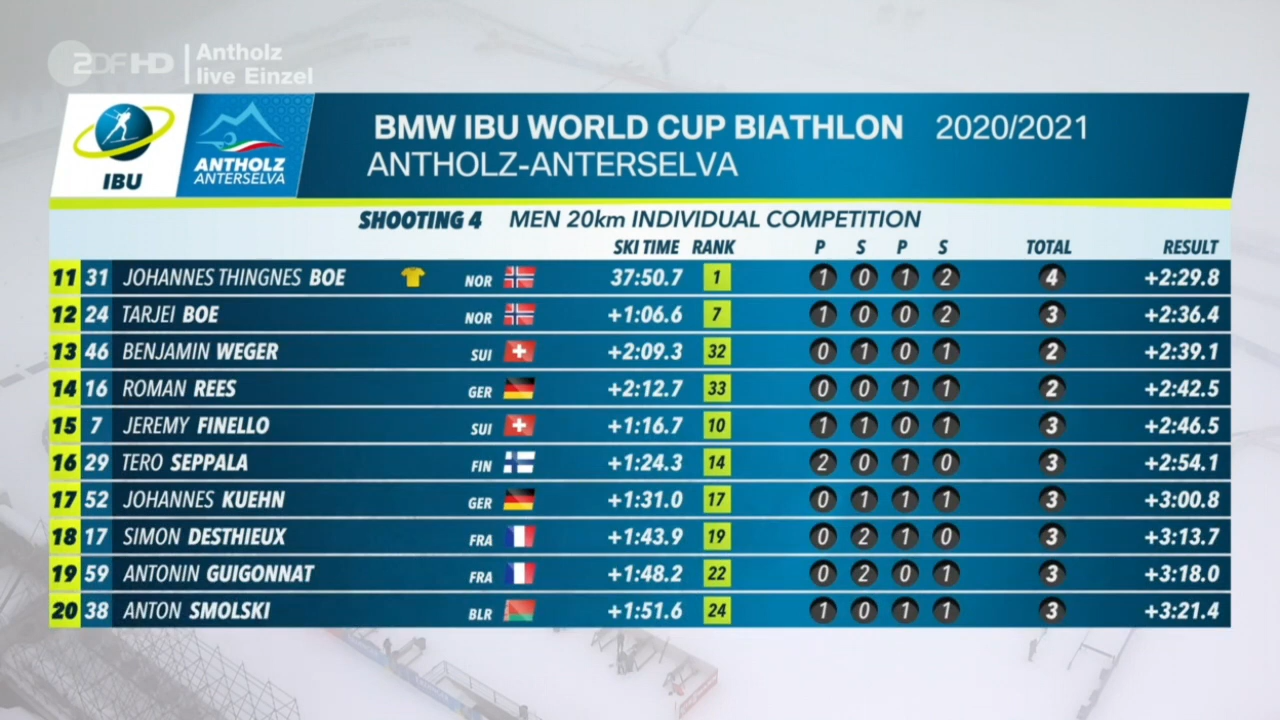 ZDFHD Antholz
live Einzel
IBU
ANTHOLZ
ANTERSELVA
BMW IBU WORLD CUP BIATHLON 2020/2021
ANTHOLZ-ANTERSELVA
SHOOTING 4 MEN 20km INDIVIDUAL COMPETITION
SKI TIME RANK P S P S TOTAL RESULT
11 31 JOHANNES THINGNES BOE NOR 37:50.7 1 1 0 1 2 4 +2:29.8
12 24 TARJEI BOE NOR +1:06.6 7 1 0 0 2 3 +2:36.4
13 46 BENJAMIN WEGER SUI +2:09.3 32 0 1 0 1 2 +2:39.1
14 16 ROMAN REES GER +2:12.7 33 0 0 1 1 2 +2:42.5
15 7 JEREMY FINELLO SUI +1:16.7 10 1 1 0 1 3 +2:46.5
16 29 TERO SEPPALA FIN +1:24.3 14 2 0 1 0 3 +2:54.1
17 52 JOHANNES KUEHN GER +1:31.0 17 0 1 1 1 3 +3:00.8
18 17 SIMON DESTHIEUX FRA +1:43.9 19 0 2 1 0 3 +3:13.7
19 59 ANTONIN GUIGONNAT FRA +1:48.2 22 0 2 0 1 3 +3:18.0
20 38 ANTON SMOLSKI BLR +1:51.6 24 1 0 1 1 3 +3:21.4